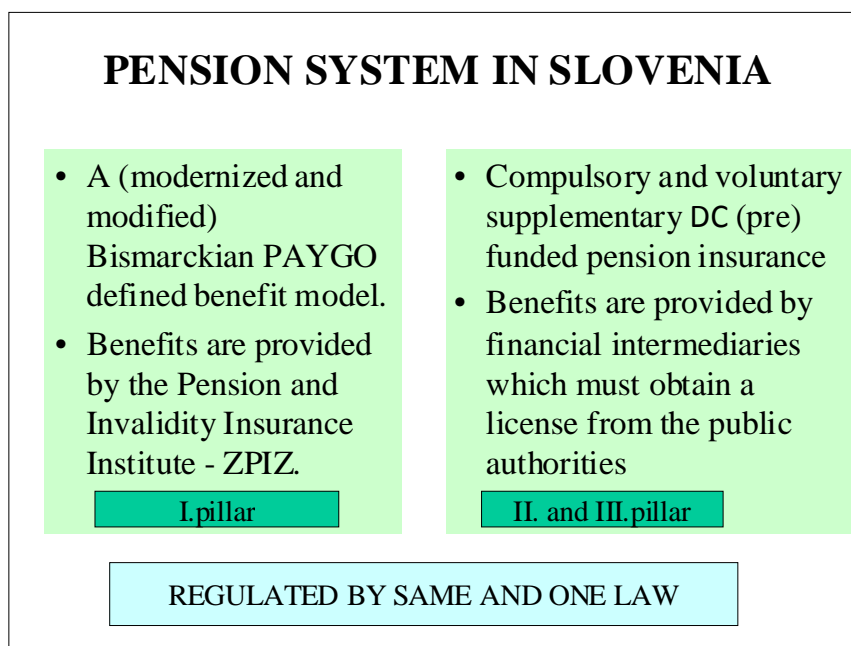 PENSION SYSTEM IN SLOVENIA
• A (modernized and
modified)
Bismarckian PAYGO
defined benefit model.
• Benefits are provided
by the Pension and
Invalidity Insurance
Institute - ZPIZ.
I.pillar
• Compulsory and voluntary
supplementary DC (pre)
funded pension insurance
• Benefits are provided by
financial intermediaries
which must obtain a
license from the public
authorities
II. and III.pillar
REGULATED BY SAME AND ONE LAW